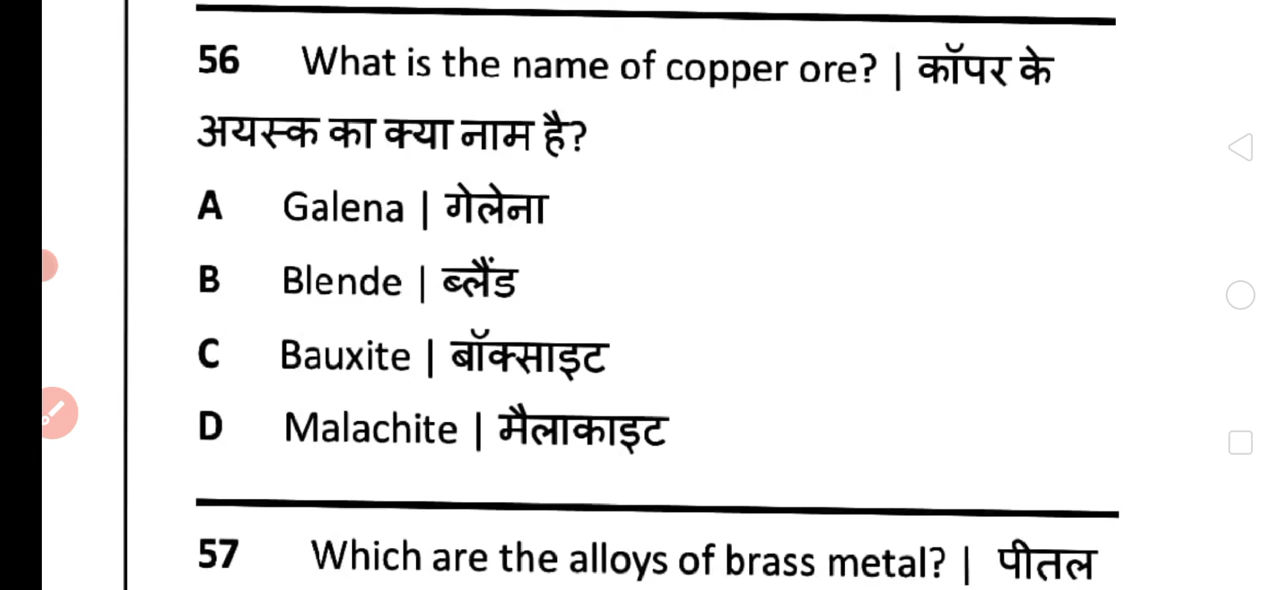 56 What is the name of copper ore? | कॉपर के
अयस्क का क्या नाम है?
A Galena | गेलेना
B Blende | ब्लैंड
C Bauxite | बॉक्साइट
D Malachite | मैलाकाइट
57 Which are the alloys of brass metal? | पीतल